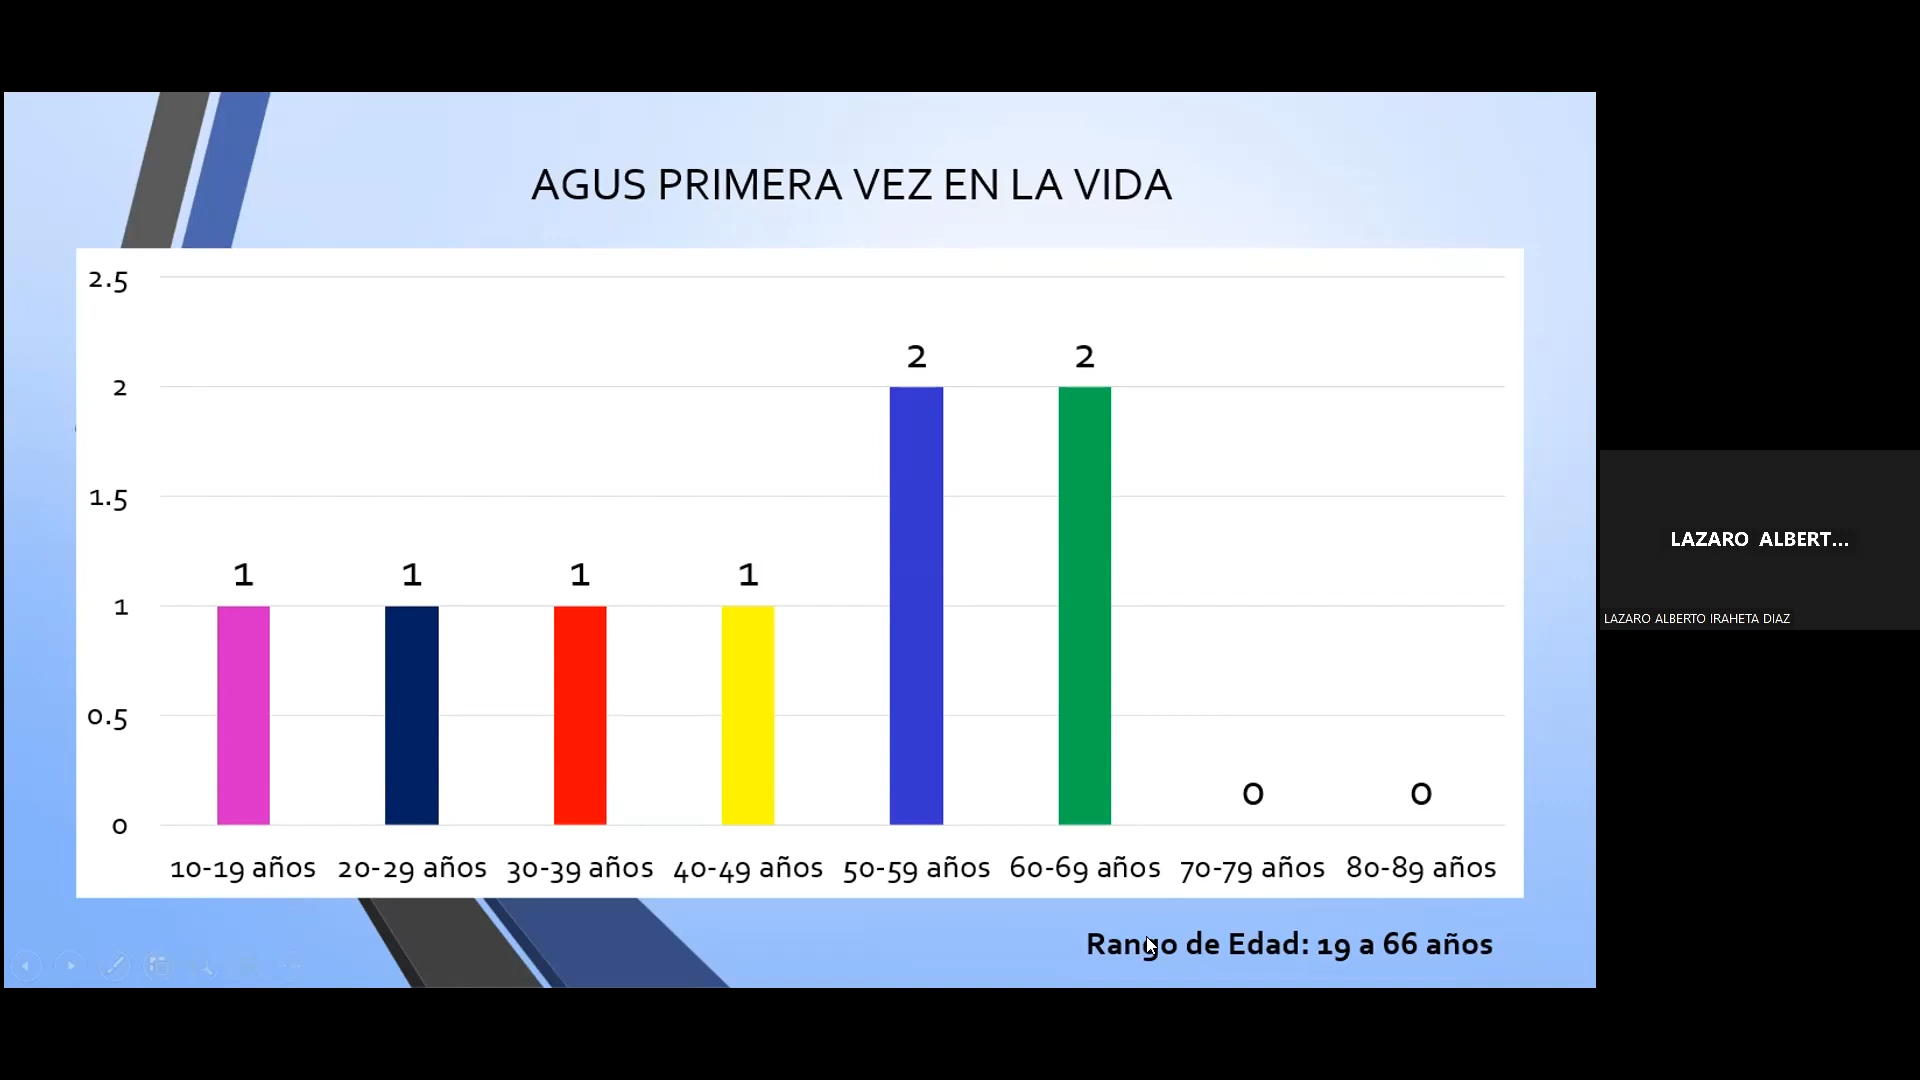 AGUS PRIMERA VEZ EN LA VIDA
2.5
2
1.5
1
0.5
0
1
1
1
1
2
2
0
0
10-19 años
20-29 años
30-39 años
40-49 años
50-59 años
60-69 años
70-79 años
80-89 años
Rango de Edad: 19 a 66 años
LAZARO ALBERT...
LAZARO ALBERTO IRAHETA DIAZ